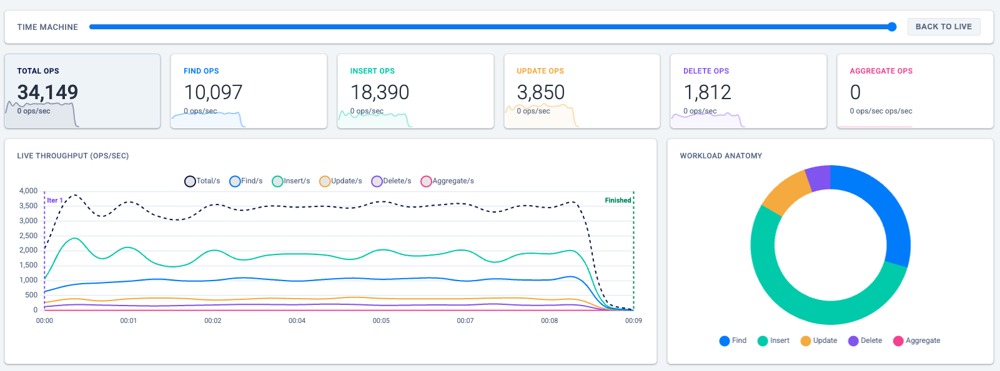 TIME MACHINE
BACK TO LIVE
TOTAL OPS
34,149
0 ops/sec
FIND OPS
10,097
0 ops/sec
INSERT OPS
18,390
0 ops/sec
UPDATE OPS
3,850
0 ops/sec
DELETE OPS
1,812
0 ops/sec
AGGREGATE OPS
0
0 ops/sec ops/sec
LIVE THROUGHPUT (OPS/SEC)
Total/s Find/s Insert/s Update/s Delete/s Aggregate/s
4,000
3,500
3,000
2,500
2,000
1,500
1,000
500
0
Iter 1
Finished
00:00 00:01 00:02 00:04 00:05 00:07 00:08 00:09
WORKLOAD ANATOMY
Find Insert Update Delete Aggregate